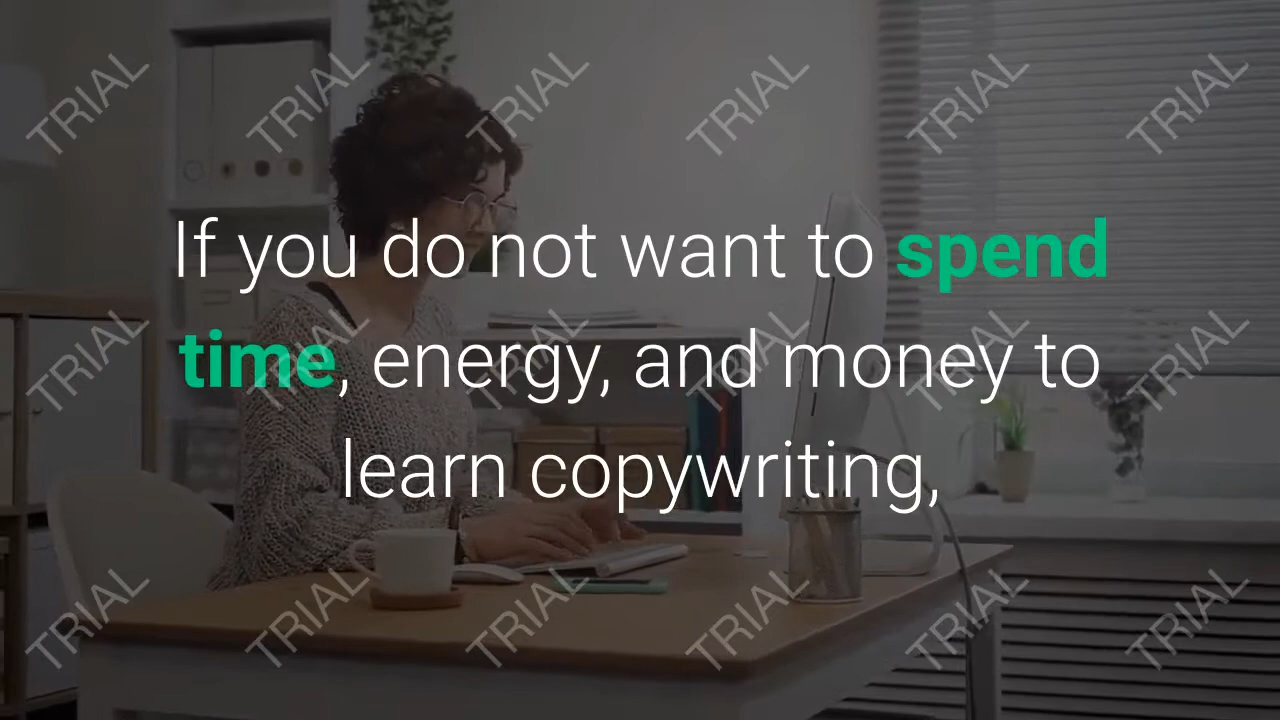 TRIAL TRIAL TRIAL TRIAL TRIAL TRIAL
If you do not want to spend
time, energy, and money to
TRIAL TRIAL TRIAL TRIAL TRIAL TRIAL
learn copywriting,
TRIAL TRIAL TRIAL TRIAL TRIAL TRIAL